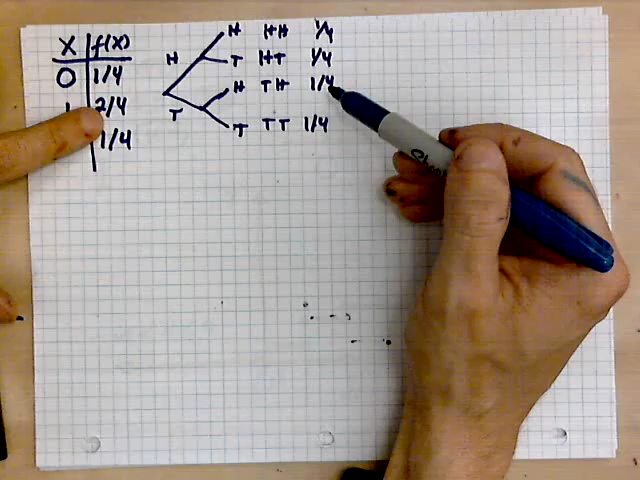 X f(X)
0 1/4
1 2/4
1/4
H
T
H HH 1/4
T HT 1/4
H TH 1/4
T TT 1/4